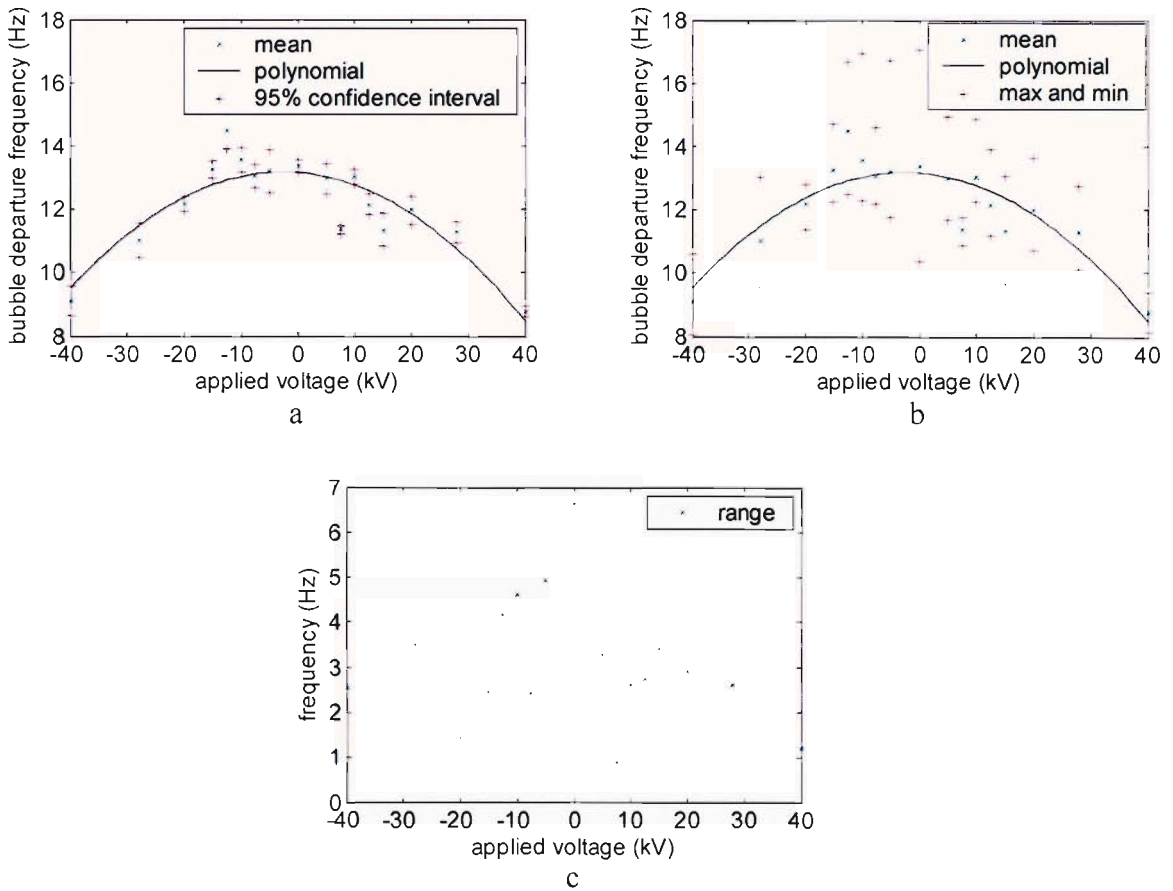 18
16
14
12
10
8
bubble departure frequency (Hz)
mean
polynomial
95% confidence interval
-40 -30 -20 -10 0 10 20 30 40
applied voltage (kV)
a
18
16
14
12
10
8
bubble departure frequency (Hz)
mean
polynomial
max and min
-40 -30 -20 -10 0 10 20 30 40
applied voltage (kV)
b
7
6
5
4
3
2
1
0
frequency (Hz)
range
-40 -30 -20 -10 0 10 20 30 40
applied voltage (kV)
c